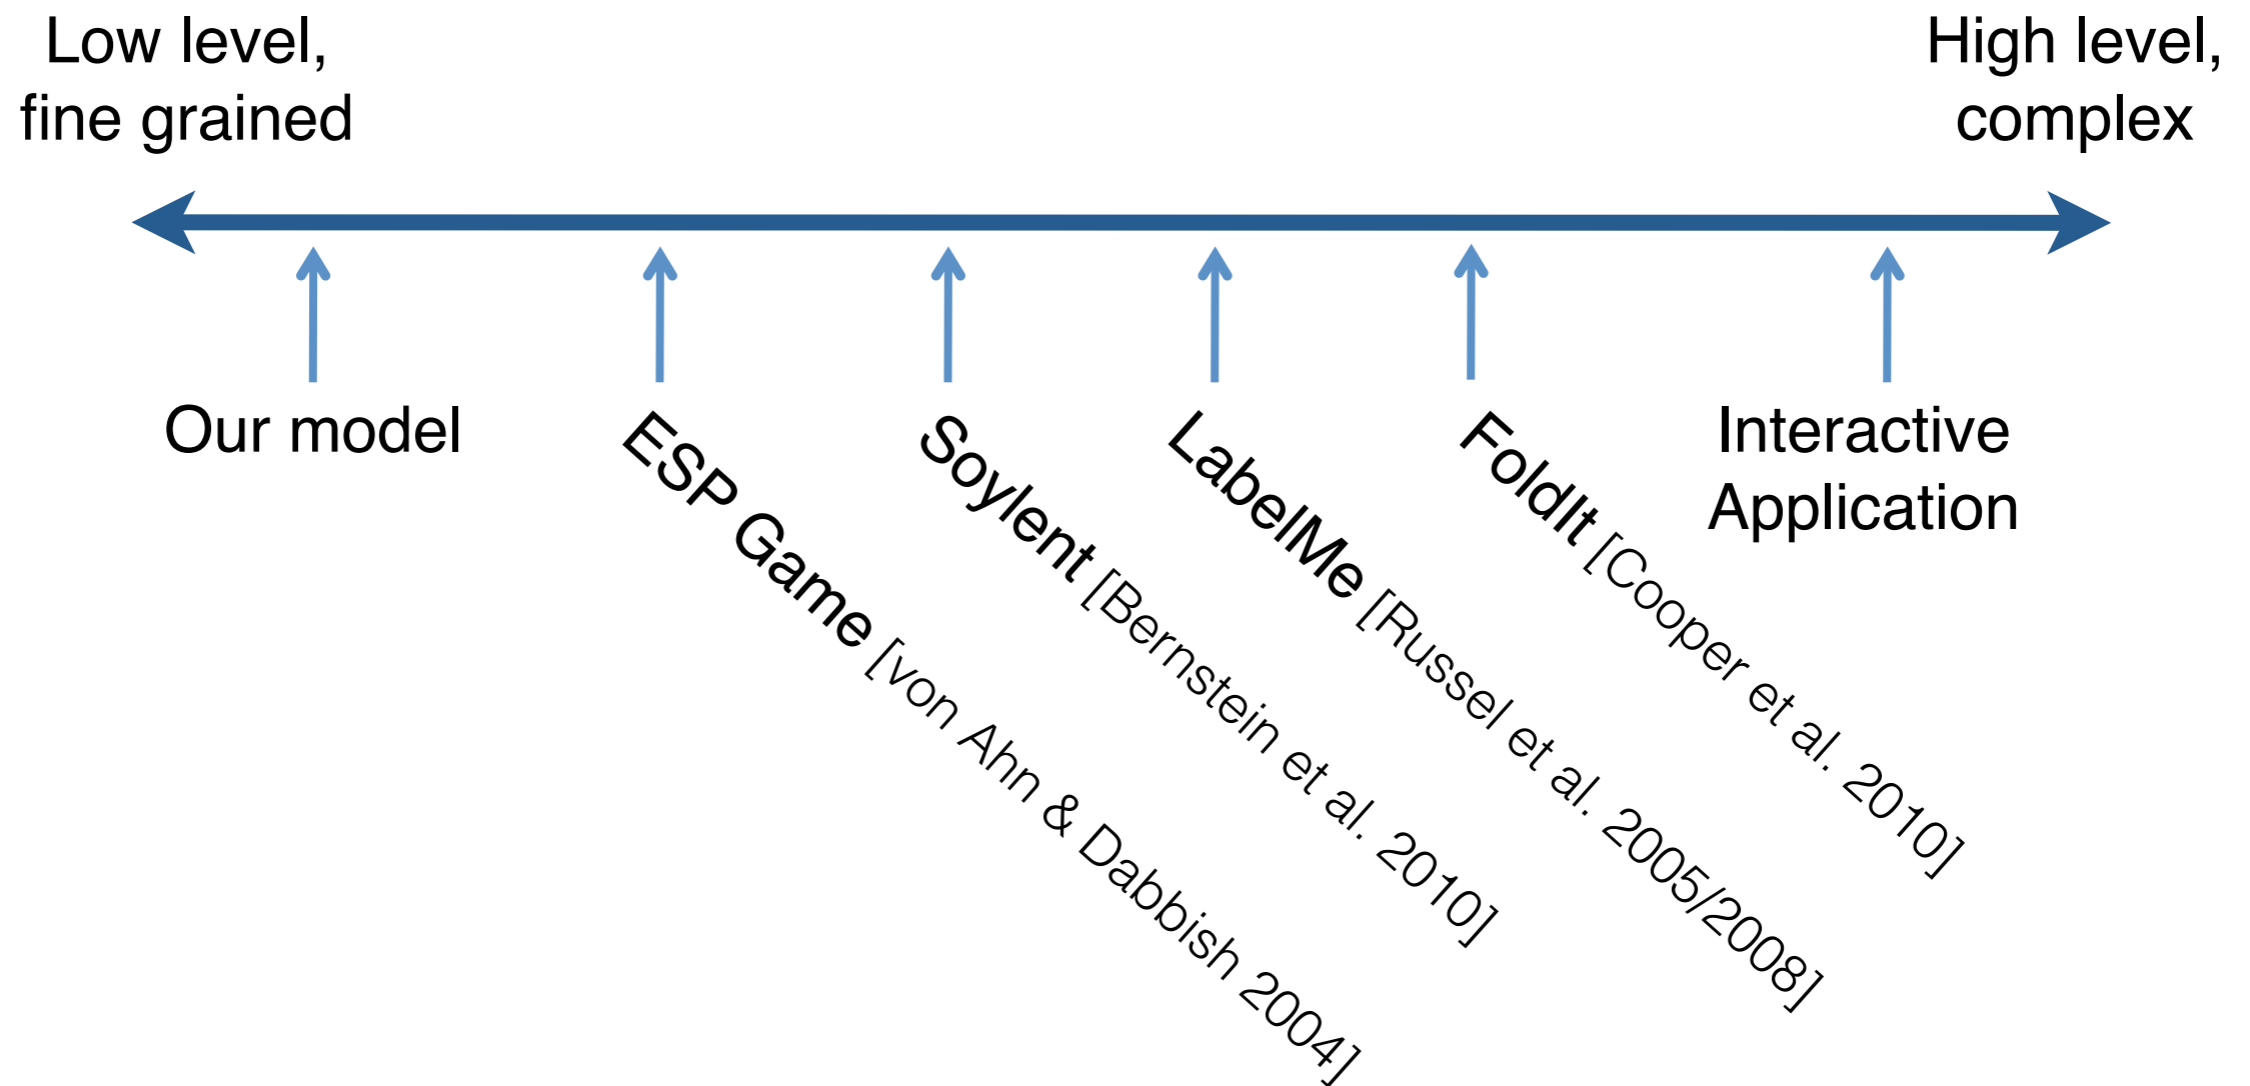 Low level,
fine grained
High level,
complex
Our model
ESP Game [von Ahn & Dabbish 2004]
Soylent [Bernstein et al. 2010]
LabelMe [Russel et al. 2005/2008]
FoldIt [Cooper et al. 2010]
Interactive
Application